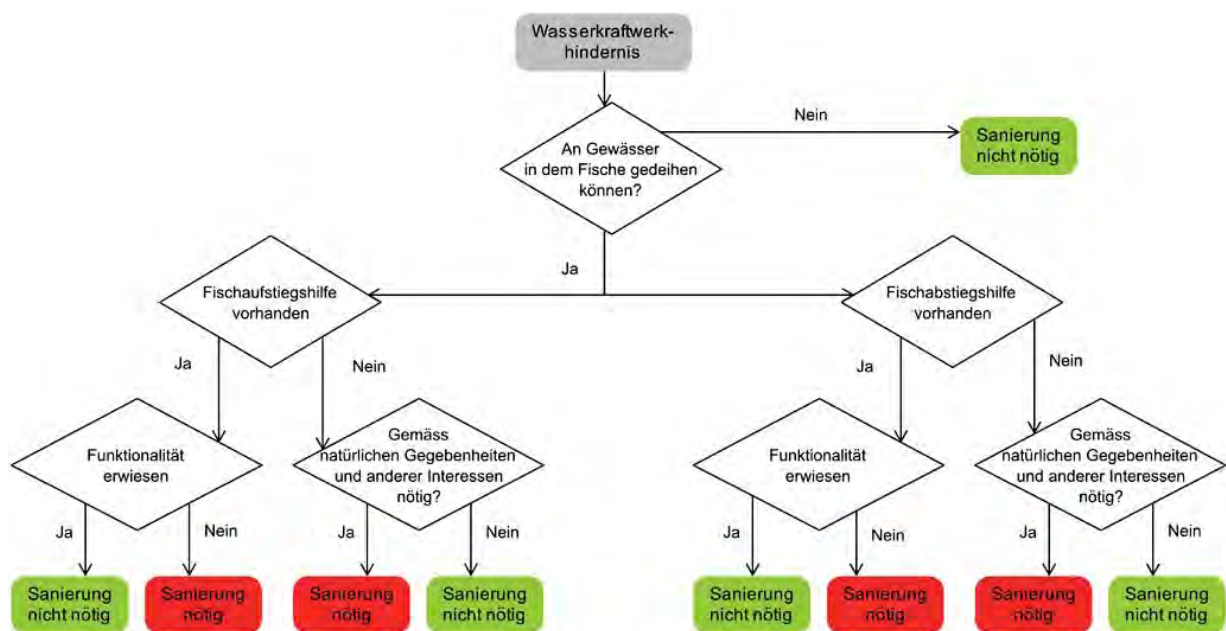 Wasserkraftwerk-
hindernis
Nein
An Gewässer
in dem Fische gedeihen
können?
Sanierung
nicht nötig
Ja
Fischaufstiegshilfe
vorhanden
Fischabstiegshilfe
vorhanden
Ja
Nein
Ja
Nein
Funktionalität
erwiesen
Gemäss
natürlichen Gegebenheiten
und anderer Interessen
nötig?
Funktionalität
erwiesen
Gemäss
natürlichen Gegebenheiten
und anderer Interessen
nötig?
Ja
Nein
Ja
Nein
Ja
Nein
Ja
Nein
Sanierung
nicht nötig
Sanierung
nötig
Sanierung
nötig
Sanierung
nicht nötig
Sanierung
nicht nötig
Sanierung
nötig
Sanierung
nötig
Sanierung
nicht nötig